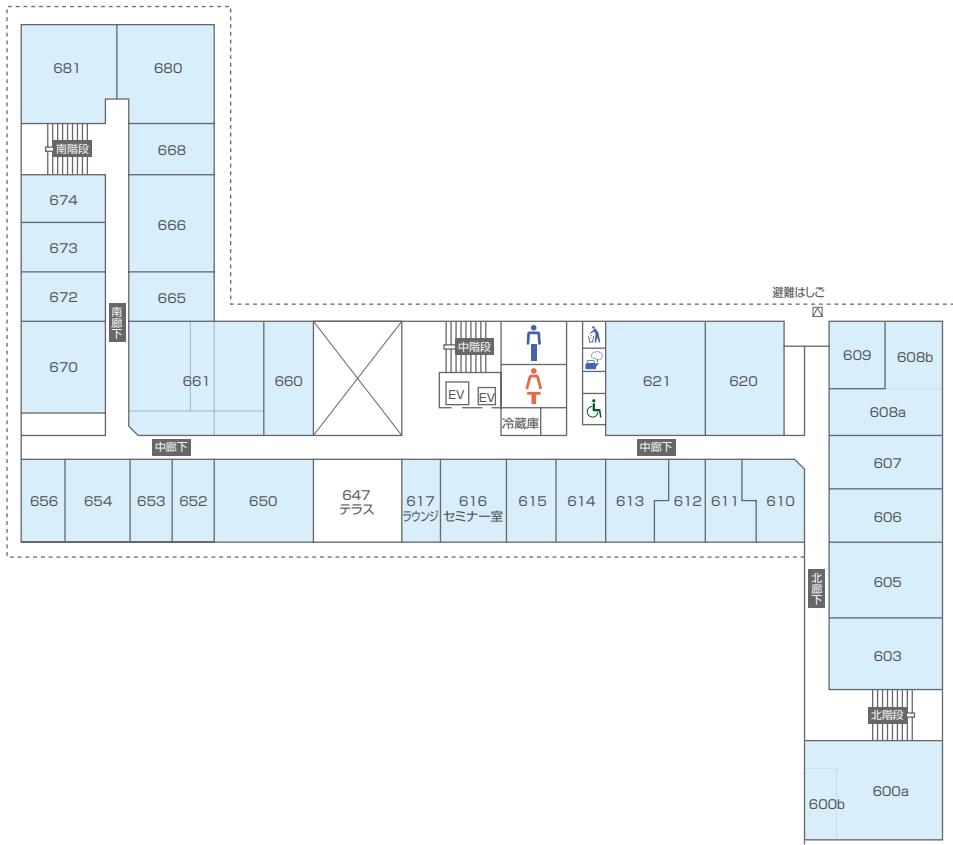 681
680
南階段
668
674
666
673
672
665
南廊下
避難はしご
670
661
660
中階段
EV
EV
冷蔵庫
621
620
609
608b
608a
中廊下
中廊下
607
656
654
653
652
650
647
テラス
617
ラウンジ
616
セミナー室
615
614
613
612
611
610
606
北廊下
605
603
北階段
600b
600a